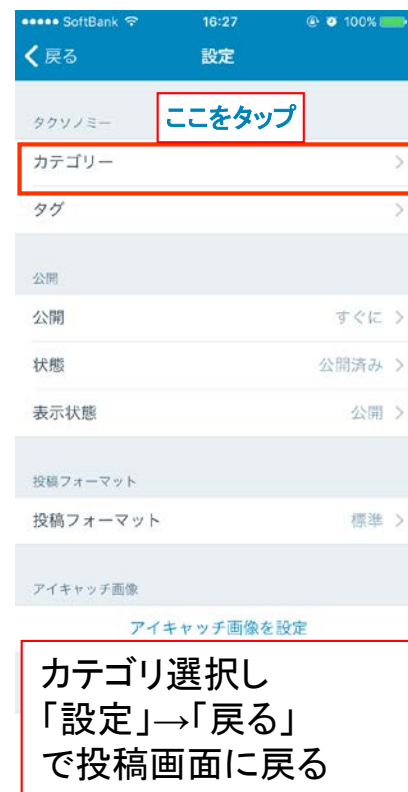 ●●●●● SoftBank 16:27 100%
戻る 設定
タクソノミー ここをタップ
カテゴリー
タグ
公開
公開 すぐに
状態 公開済み
表示状態 公開
投稿フォーマット
投稿フォーマット 標準
アイキャッチ画像
アイキャッチ画像を設定
カテゴリ選択し
「設定」→「戻る」
で投稿画面に戻る